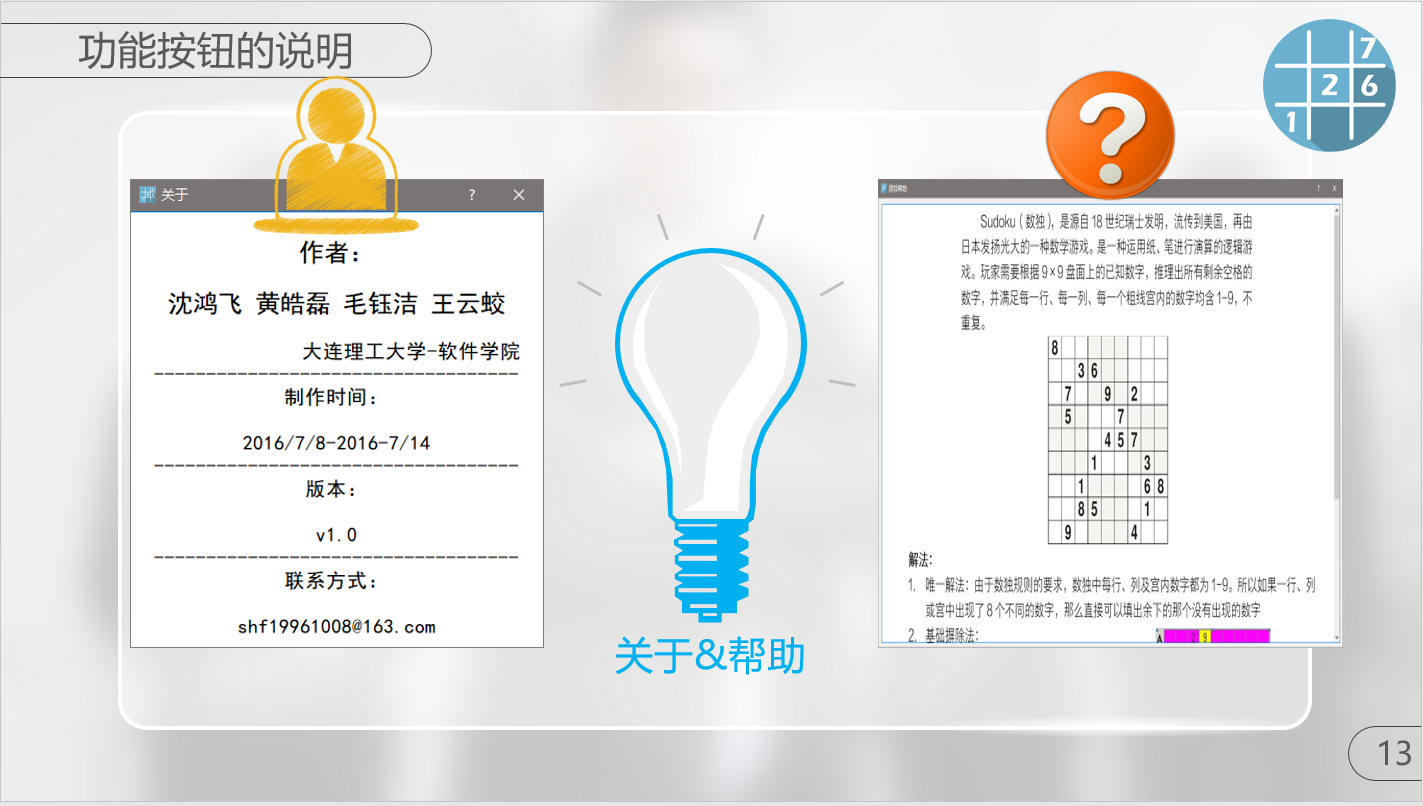 功能按钮的说明
7
2 6
1
关于 ? ×
作者：
沈鸿飞 黄皓磊 毛钰洁 王云蛟
大连理工大学-软件学院
制作时间：
2016/7/8-2016-7/14
版本：
v1.0
联系方式：
shf19961008@163.com
关于&帮助
?
游戏帮助 ? X
Sudoku（数独），是源自 18 世纪瑞士发明，流传到美国，再由
日本发扬光大的一种数学游戏。是一种运用纸、笔进行演算的逻辑游
戏。玩家需要根据 9×9 盘面上的已知数字，推理出所有剩余空格的
数字，并满足每一行、每一列、每一个粗线宫内的数字均含 1-9，不
重复。
8
3 6
7 9 2
5 7
4 5 7
1 3
1 6 8
8 5 1
9 4
解法：
1. 唯一解法：由于数独规则的要求，数独中每行、列及宫内数字都为 1-9。所以如果一行、列
或宫中出现了 8 个不同的数字，那么直接可以填出余下的那个没有出现的数字
2. 基础摒除法：
A 9
13